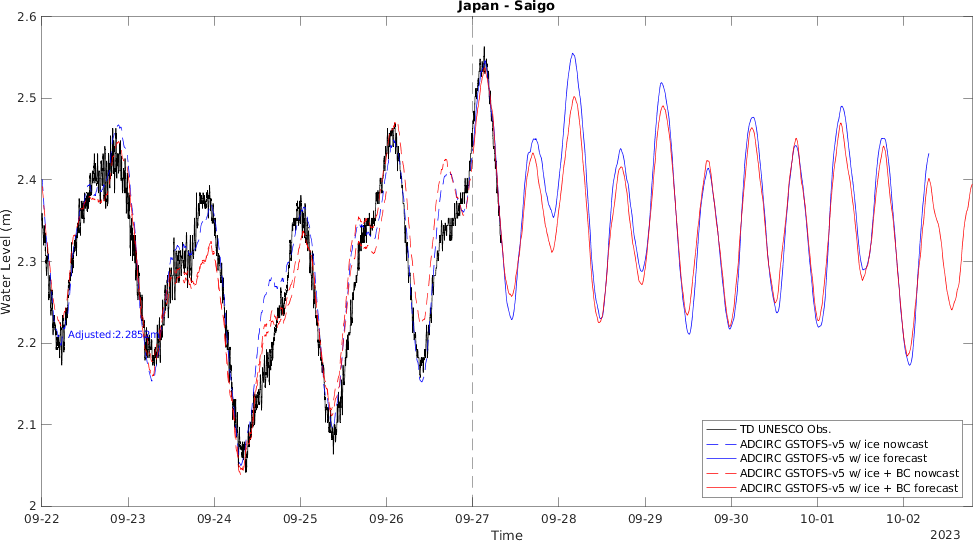 Japan - Saigo
2.6
2.5
2.4
2.3
2.2
2.1
2
Water Level (m)
09-22
09-23
09-24
09-25
09-26
09-27
09-28
09-29
09-30
10-01
10-02
Time
2023
TD UNESCO Obs.
ADCIRC GSTOFS-v5 w/ ice nowcast
ADCIRC GSTOFS-v5 w/ ice forecast
ADCIRC GSTOFS-v5 w/ ice + BC nowcast
ADCIRC GSTOFS-v5 w/ ice + BC forecast